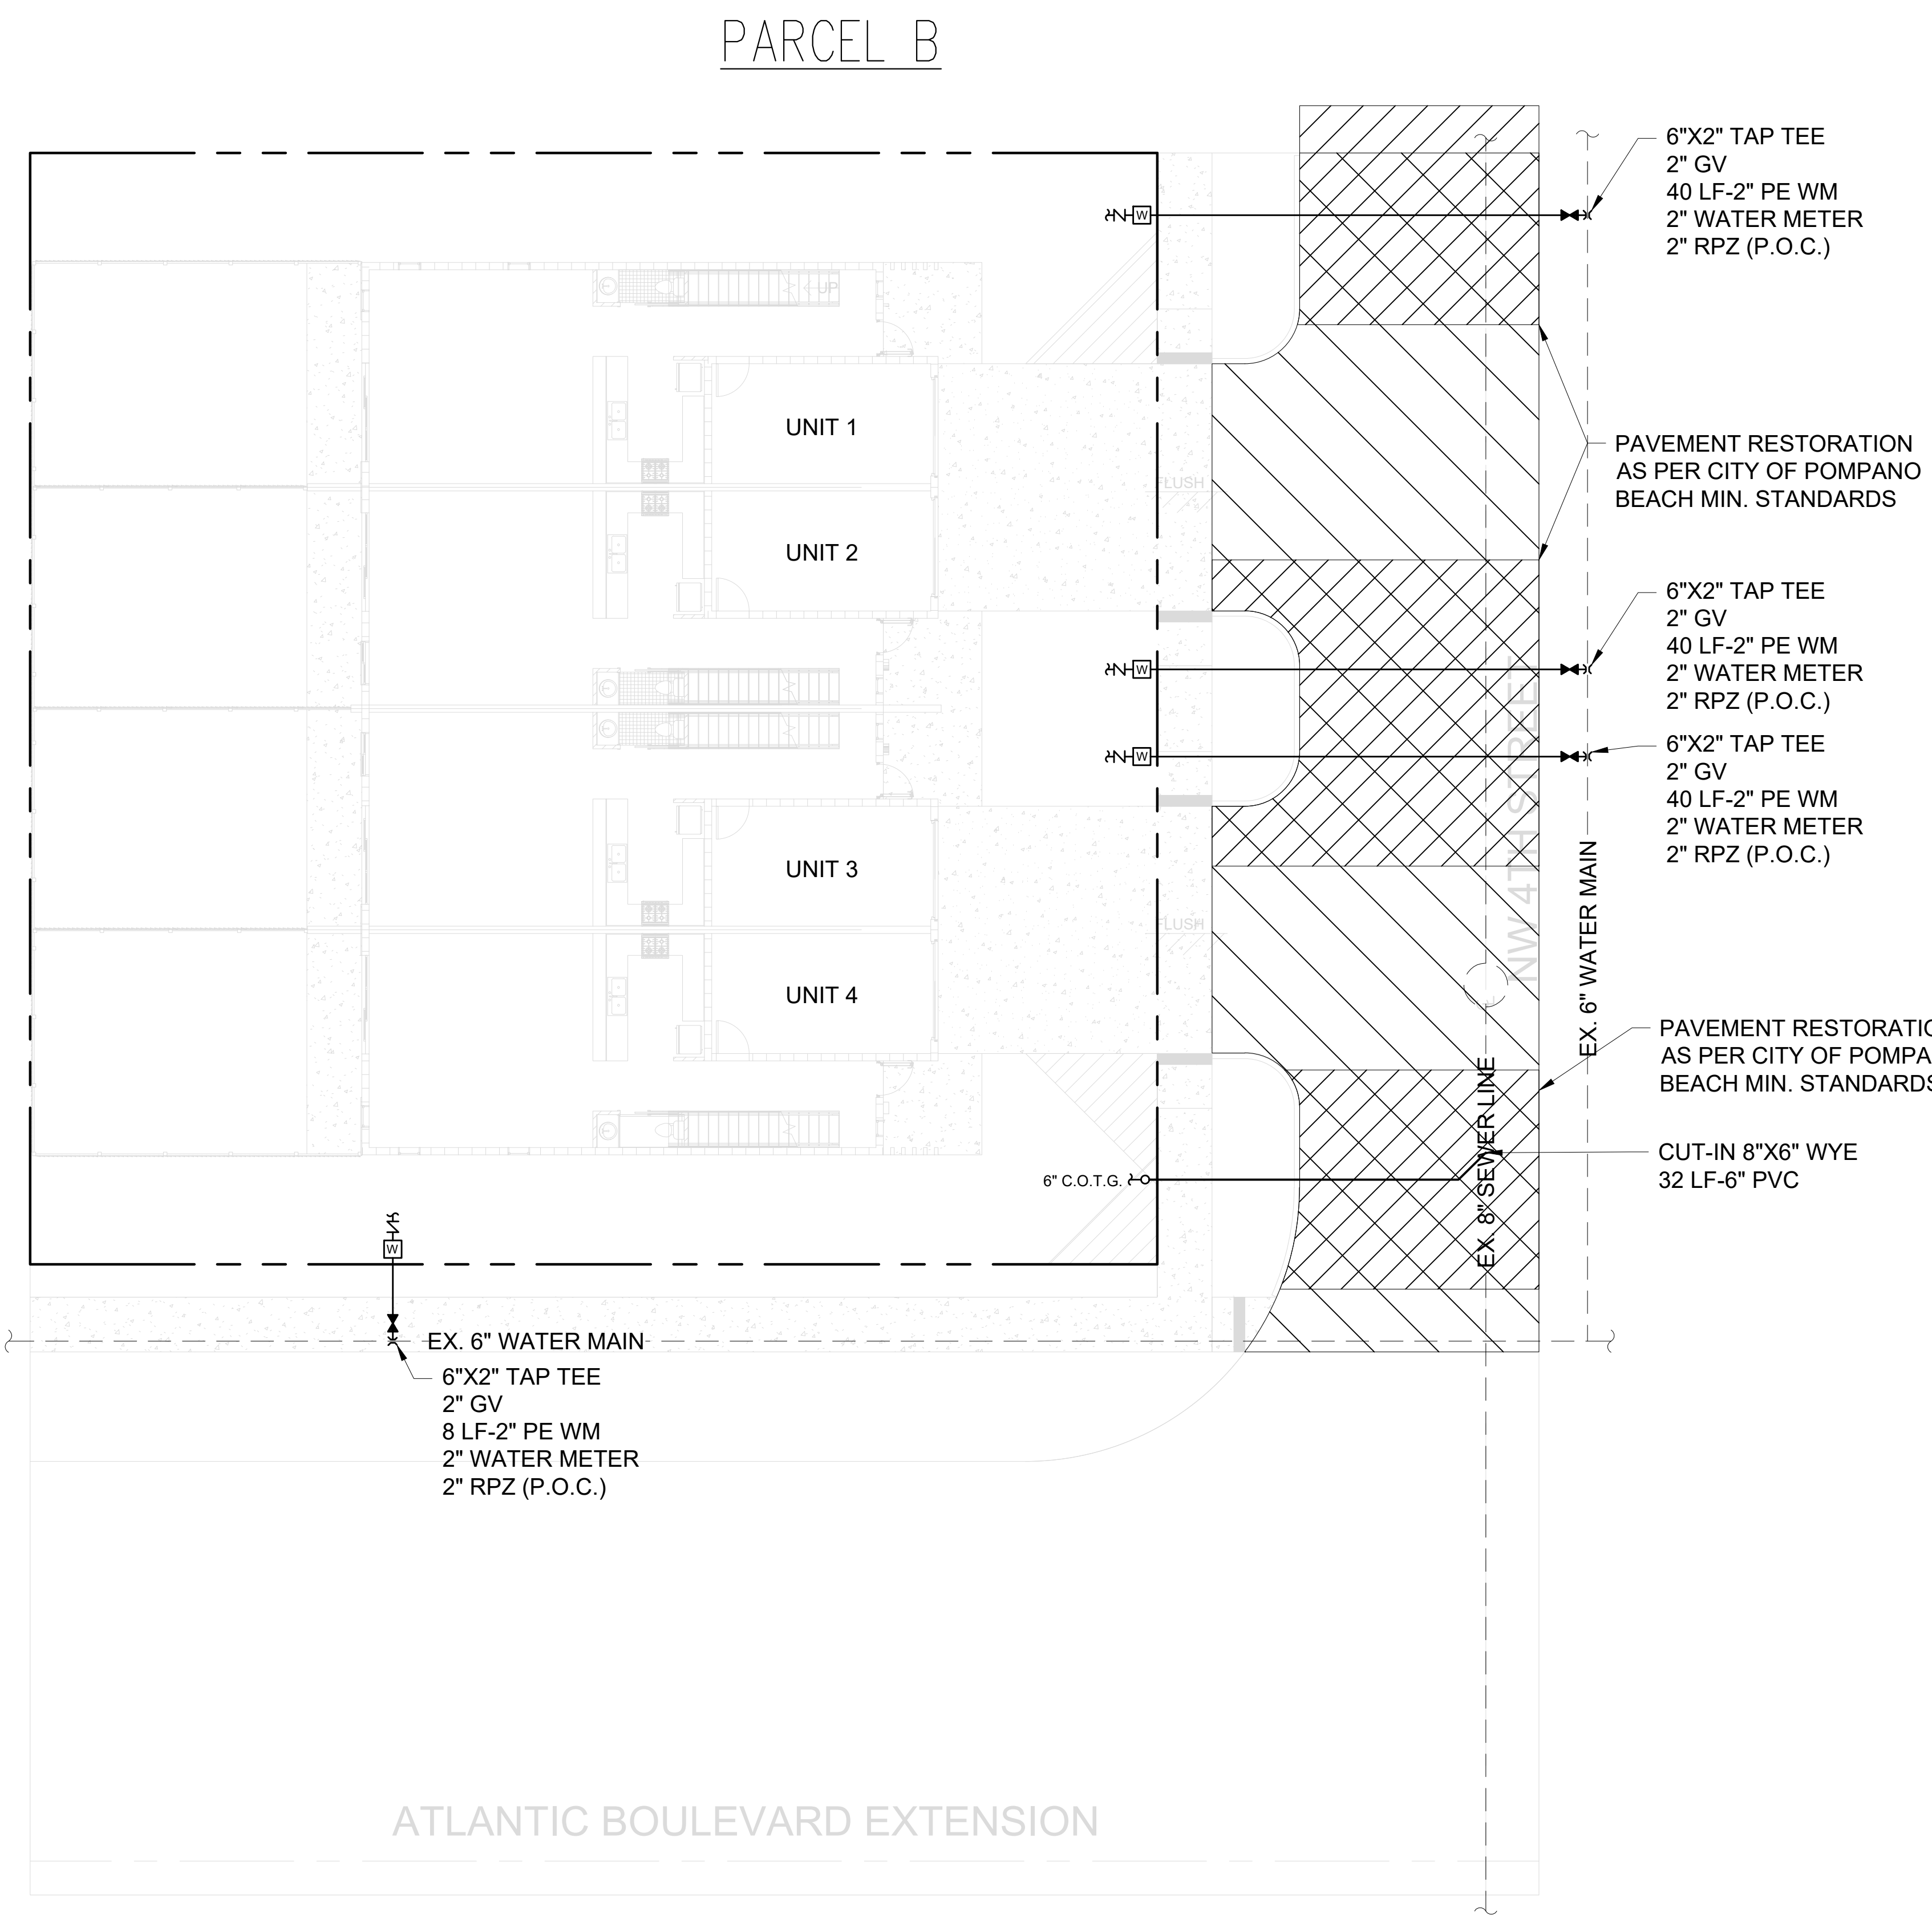 PARCEL B
6"X2" TAP TEE
2" GV
40 LF-2" PE WM
2" WATER METER
2" RPZ (P.O.C.)
W
UP
UNIT 1
PAVEMENT RESTORATION
AS PER CITY OF POMPANO
BEACH MIN. STANDARDS
FLUSH
UNIT 2
6"X2" TAP TEE
2" GV
40 LF-2" PE WM
2" WATER METER
2" RPZ (P.O.C.)
W
NW 4TH STREET
6"X2" TAP TEE
2" GV
40 LF-2" PE WM
2" WATER METER
2" RPZ (P.O.C.)
W
UNIT 3
EX. 6" WATER MAIN
FLUSH
UNIT 4
PAVEMENT RESTORATIO
AS PER CITY OF POMPA
BEACH MIN. STANDARDS
EX. 8" SEWER LINE
CUT-IN 8"X6" WYE
32 LF-6" PVC
6" C.O.T.G.
W
EX. 6" WATER MAIN
6"X2" TAP TEE
2" GV
8 LF-2" PE WM
2" WATER METER
2" RPZ (P.O.C.)
ATLANTIC BOULEVARD EXTENSION